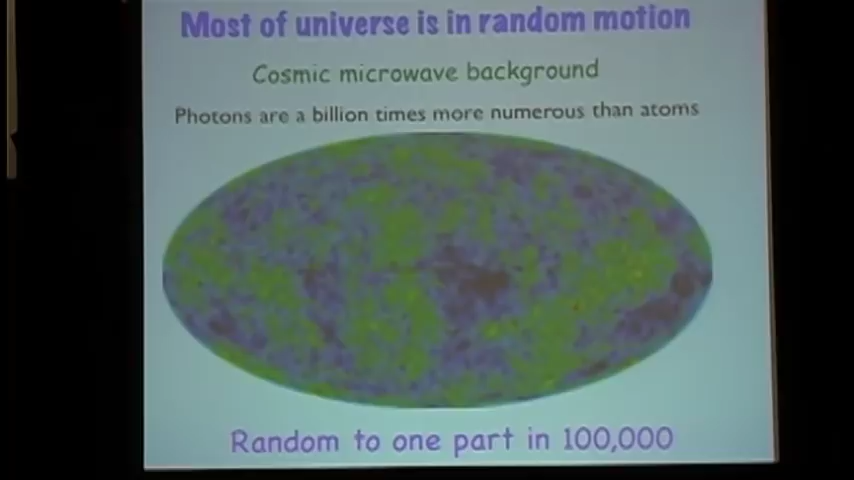 Most of universe is in random motion
Cosmic microwave background
Photons are a billion times more numerous than atoms
Random to one part in 100,000